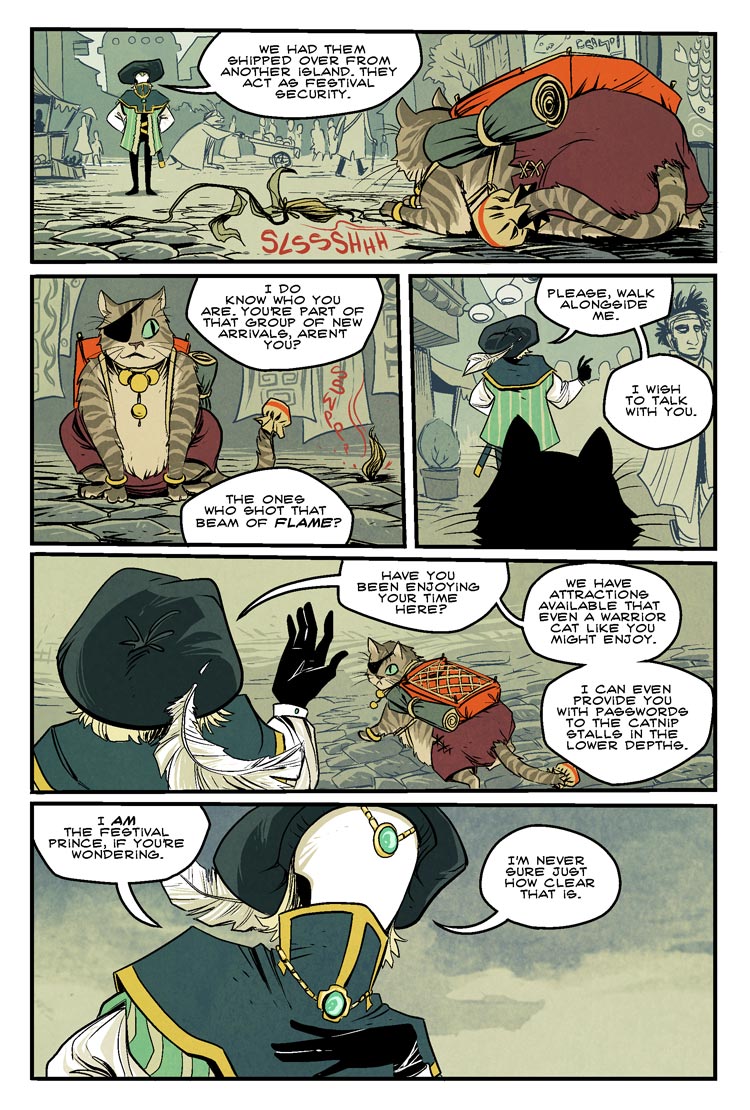 WE HAD THEM
SHIPPED OVER FROM
ANOTHER ISLAND. THEY
ACT AS FESTIVAL
SECURITY.
SLSSSHHH
I DO
KNOW WHO YOU
ARE. YOU'RE PART OF
THAT GROUP OF NEW
ARRIVALS, AREN'T
YOU?
THE ONES
WHO SHOT THAT
BEAM OF FLAME?
PLEASE, WALK
ALONGSIDE
ME.
I WISH
TO TALK
WITH YOU.
HAVE YOU
BEEN ENJOYING
YOUR TIME
HERE?
WE HAVE
ATTRACTIONS
AVAILABLE THAT
EVEN A WARRIOR
CAT LIKE YOU
MIGHT ENJOY.
I CAN EVEN
PROVIDE YOU
WITH PASSWORDS
TO THE CATNIP
STALLS IN THE
LOWER DEPTHS.
I AM
THE FESTIVAL
PRINCE, IF YOU'RE
WONDERING.
I'M NEVER
SURE JUST
HOW CLEAR
THAT IS.